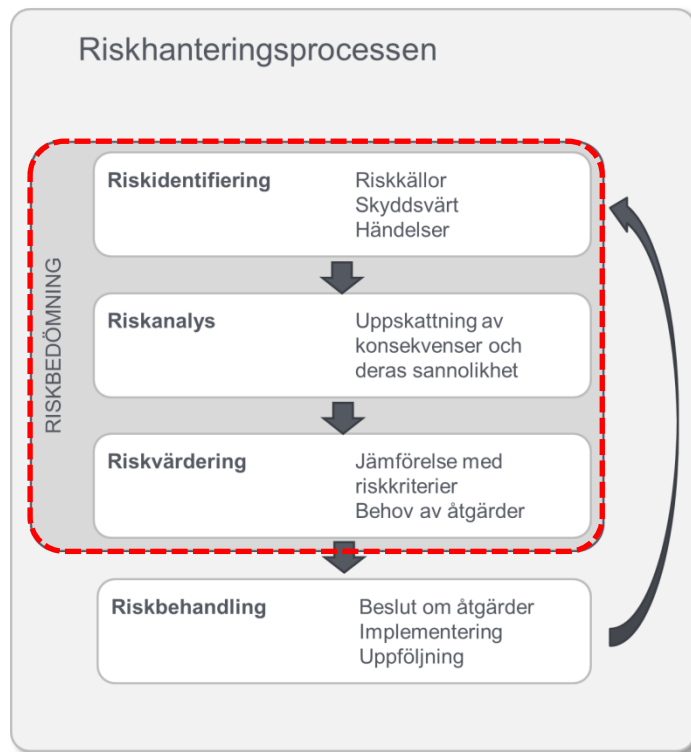 Riskhanteringsprocessen
RISKBEDÖMNING
Riskidentifiering
Riskkällor
Skyddsvärt
Händelser
Riskanalys
Uppskattning av
konsekvenser och
deras sannolikhet
Riskvärdering
Jämförelse med
riskkriterier
Behov av åtgärder
Riskbehandling
Beslut om åtgärder
Implementering
Uppföljning